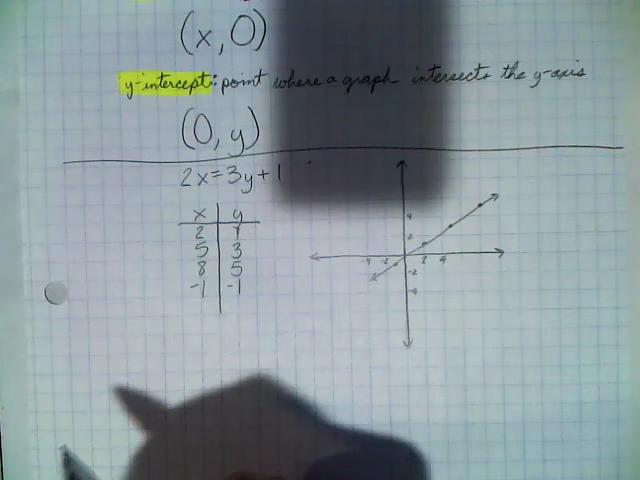 (x, 0)
y-intercept: point where a graph intersects the y-axis
(0, y)
2x=3y+1
x y
2 1
5 3
8 5
-1 -1
4
2
-4 -2 2 4
-2
-4